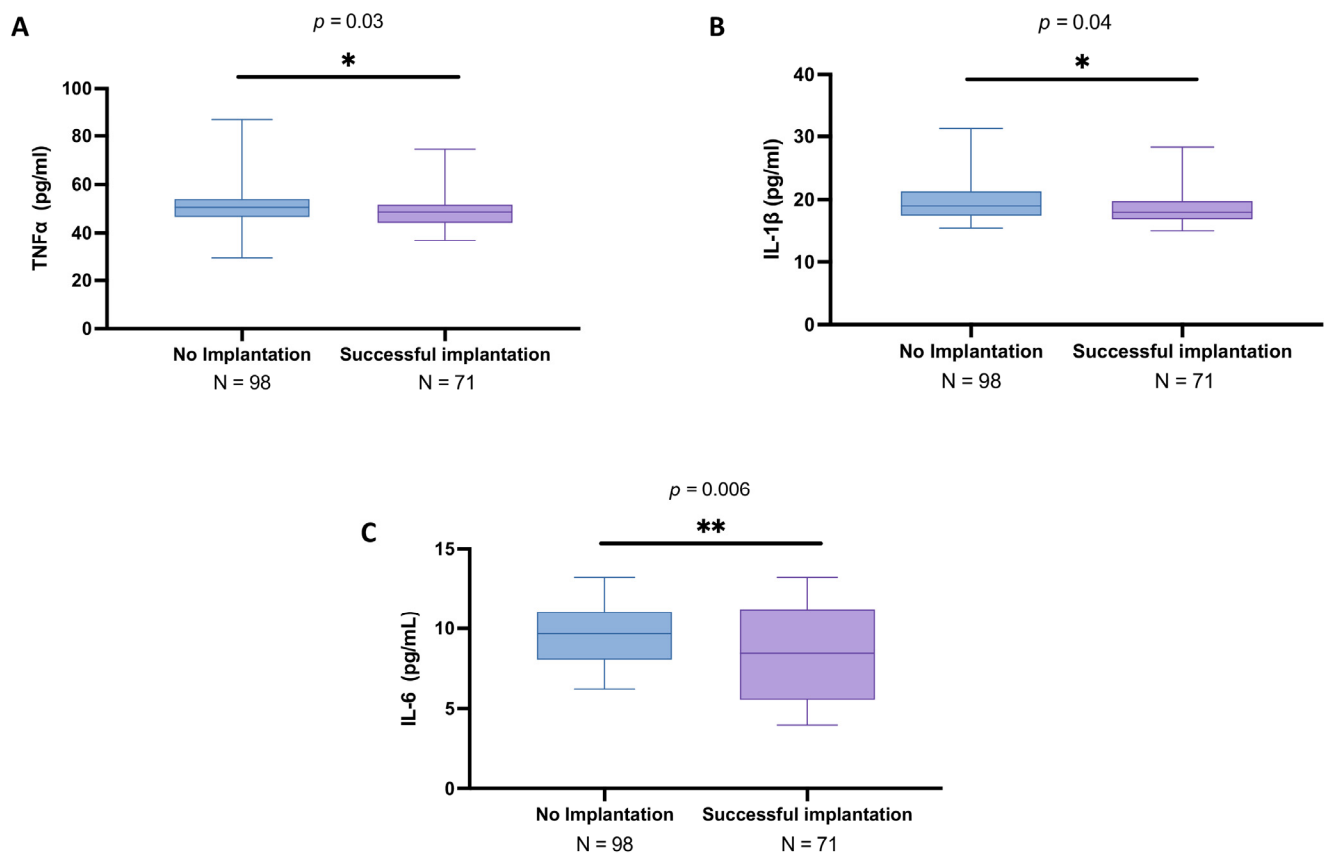 A
p = 0.03
*
TNFα (pg/ml)
100
80
60
40
20
0
No Implantation
Successful implantation
N = 98
N = 71
B
p = 0.04
*
IL-1β (pg/ml)
40
30
20
10
0
No Implantation
Successful implantation
N = 98
N = 71
C
p = 0.006
**
IL-6 (pg/mL)
15
10
5
0
No Implantation
Successful implantation
N = 98
N = 71